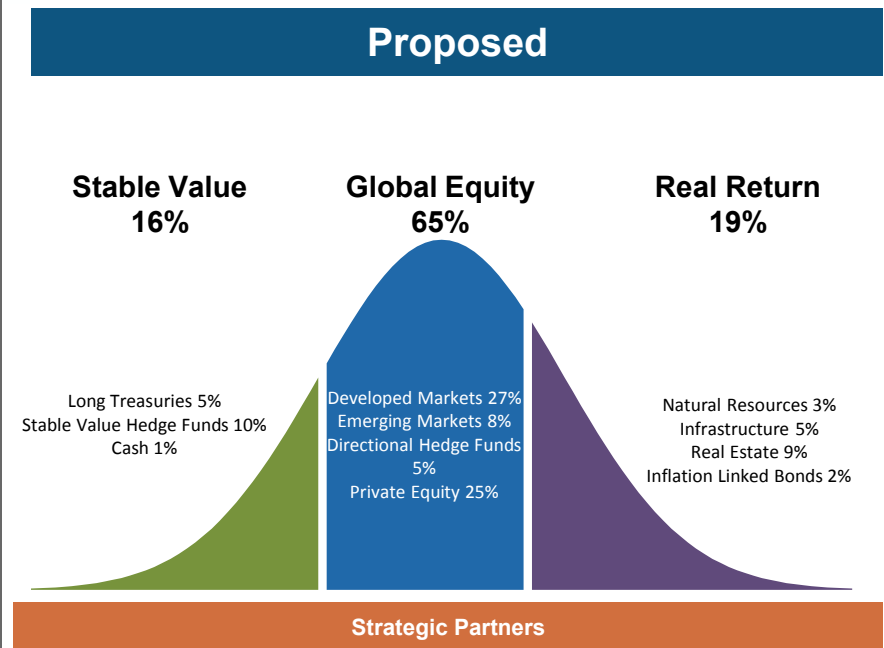 Proposed
Stable Value
16%
Global Equity
65%
Real Return
19%
Long Treasuries 5%
Stable Value Hedge Funds 10%
Cash 1%
Developed Markets 27%
Emerging Markets 8%
Directional Hedge Funds
5%
Private Equity 25%
Natural Resources 3%
Infrastructure 5%
Real Estate 9%
Inflation Linked Bonds 2%
Strategic Partners